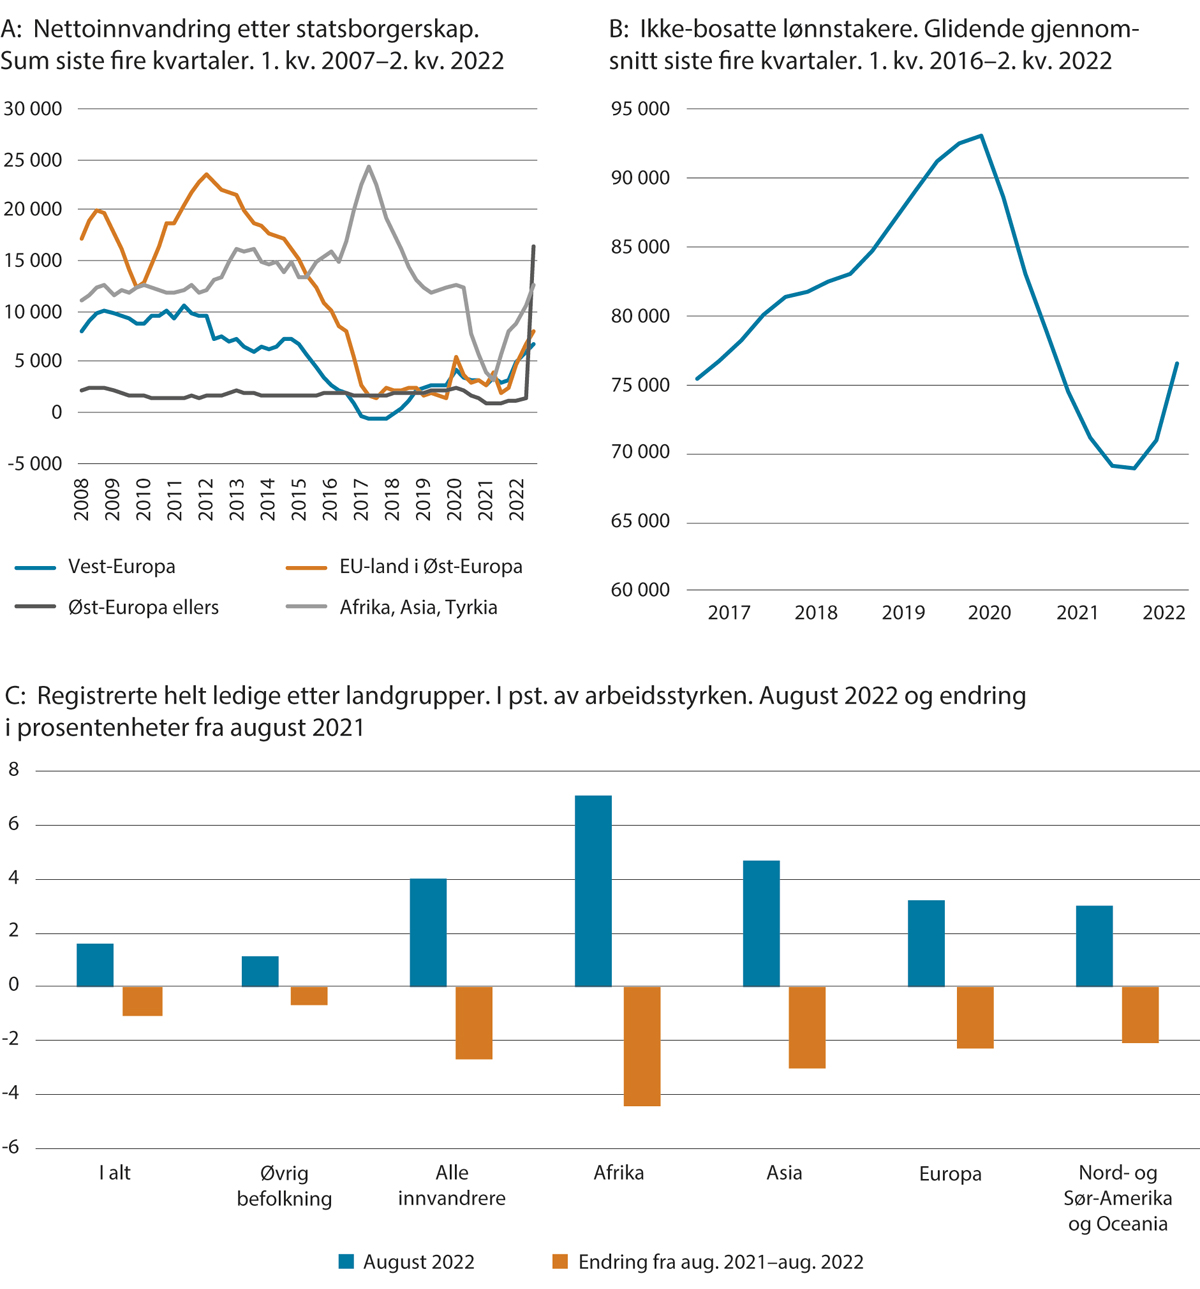 A: Nettoinnvandring etter statsborgerskap.
Sum siste fire kvartaler. 1. kv. 2007–2. kv. 2022
30 000
25 000
20 000
15 000
10 000
5 000
0
-5 000
2008
2009
2010
2011
2012
2013
2014
2015
2016
2017
2018
2019
2020
2021
2022
Vest-Europa
EU-land i Øst-Europa
Øst-Europa ellers
Afrika, Asia, Tyrkia
B: Ikke-bosatte lønnstakere. Glidende gjennom-
snitt siste fire kvartaler. 1. kv. 2016–2. kv. 2022
95 000
90 000
85 000
80 000
75 000
70 000
65 000
60 000
2017
2018
2019
2020
2021
2022
C: Registrerte helt ledige etter landgrupper. I pst. av arbeidsstyrken. August 2022 og endring
i prosentenheter fra august 2021
8
6
4
2
0
-2
-4
-6
I alt
Øvrig
befolkning
Alle
innvandrere
Afrika
Asia
Europa
Nord- og
Sør-Amerika
og Oceania
August 2022
Endring fra aug. 2021–aug. 2022